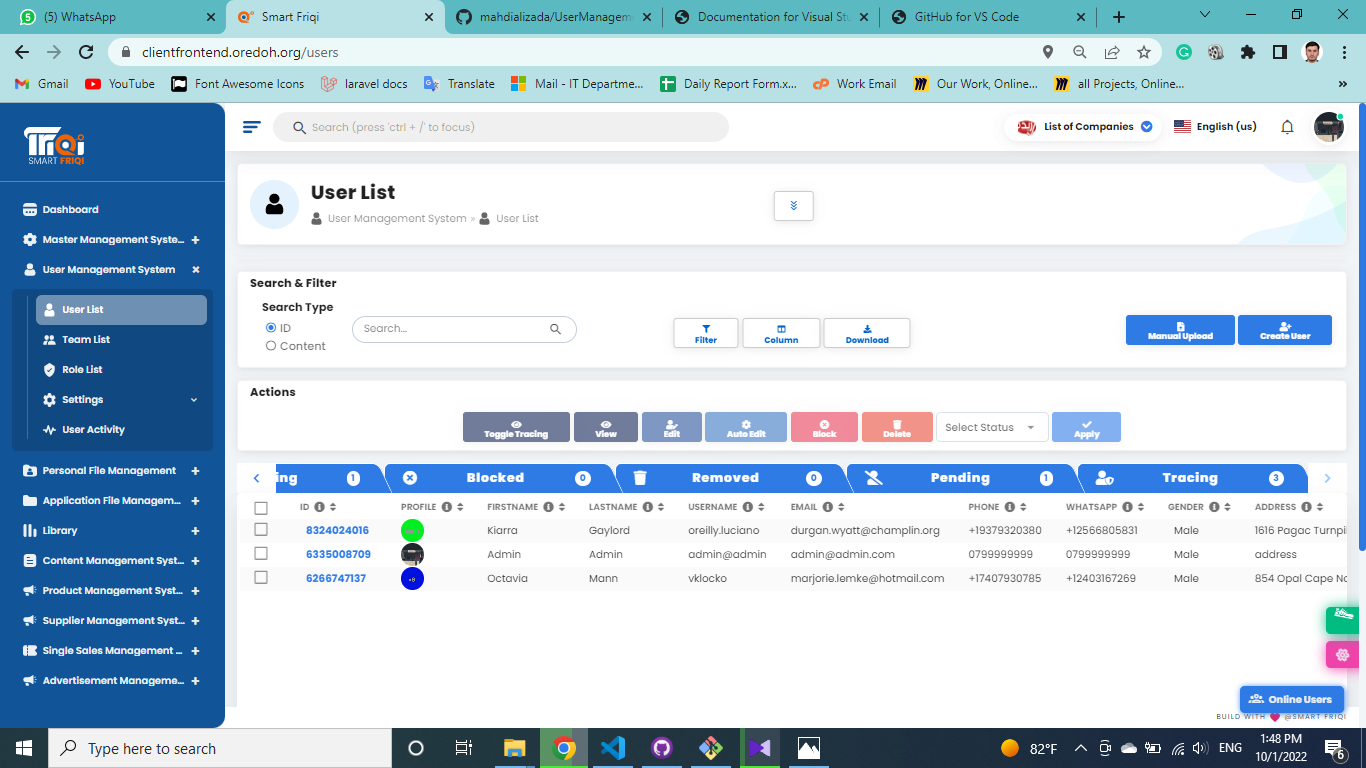 (5) WhatsApp
Smart Friqi
mahdializada/UserManageme
Documentation for Visual Stu
GitHub for VS Code
clientfrontend.oredoh.org/users
Gmail
YouTube
Font Awesome Icons
laravel docs
Translate
Mail - IT Departme...
Daily Report Form.x...
Work Email
Our Work, Online...
all Projects, Online...
»
FRIQI
SMART FRIQI
Search (press 'ctrl + /' to focus)
List of Companies
English (us)
Dashboard
Master Management Syste... +
User Management System ×
User List
Team List
Role List
Settings
User Activity
Personal File Management +
Application File Managem... +
Library +
Content Management Syst... +
Product Management Syst... +
Supplier Management Syst... +
Single Sales Management ... +
Advertisement Manageme... +
User List
User Management System » User List
Search & Filter
Search Type
ID
Content
Search...
Filter
Column
Download
Manual Upload
Create User
Actions
Toggle Tracing
View
Edit
Auto Edit
Block
Delete
Select Status
Apply
ing 1
Blocked 0
Removed 0
Pending 1
Tracing 3
ID PROFILE FIRSTNAME LASTNAME USERNAME EMAIL PHONE WHATSAPP GENDER ADDRESS
8324024016 Kiarra Gaylord oreilly.luciano durgan.wyatt@champlin.org +19379320380 +12566805831 Male 1616 Pagac Turnpi
6335008709 Admin Admin admin@admin admin@admin.com 0799999999 0799999999 Male address
6266747137 Octavia Mann vklocko marjorie.lemke@hotmail.com +17407930785 +12403167269 Male 854 Opal Cape No
Online Users
BUILD WITH @SMART FRIQI
Type here to search
82°F
ENG
1:48 PM
10/1/2022
6